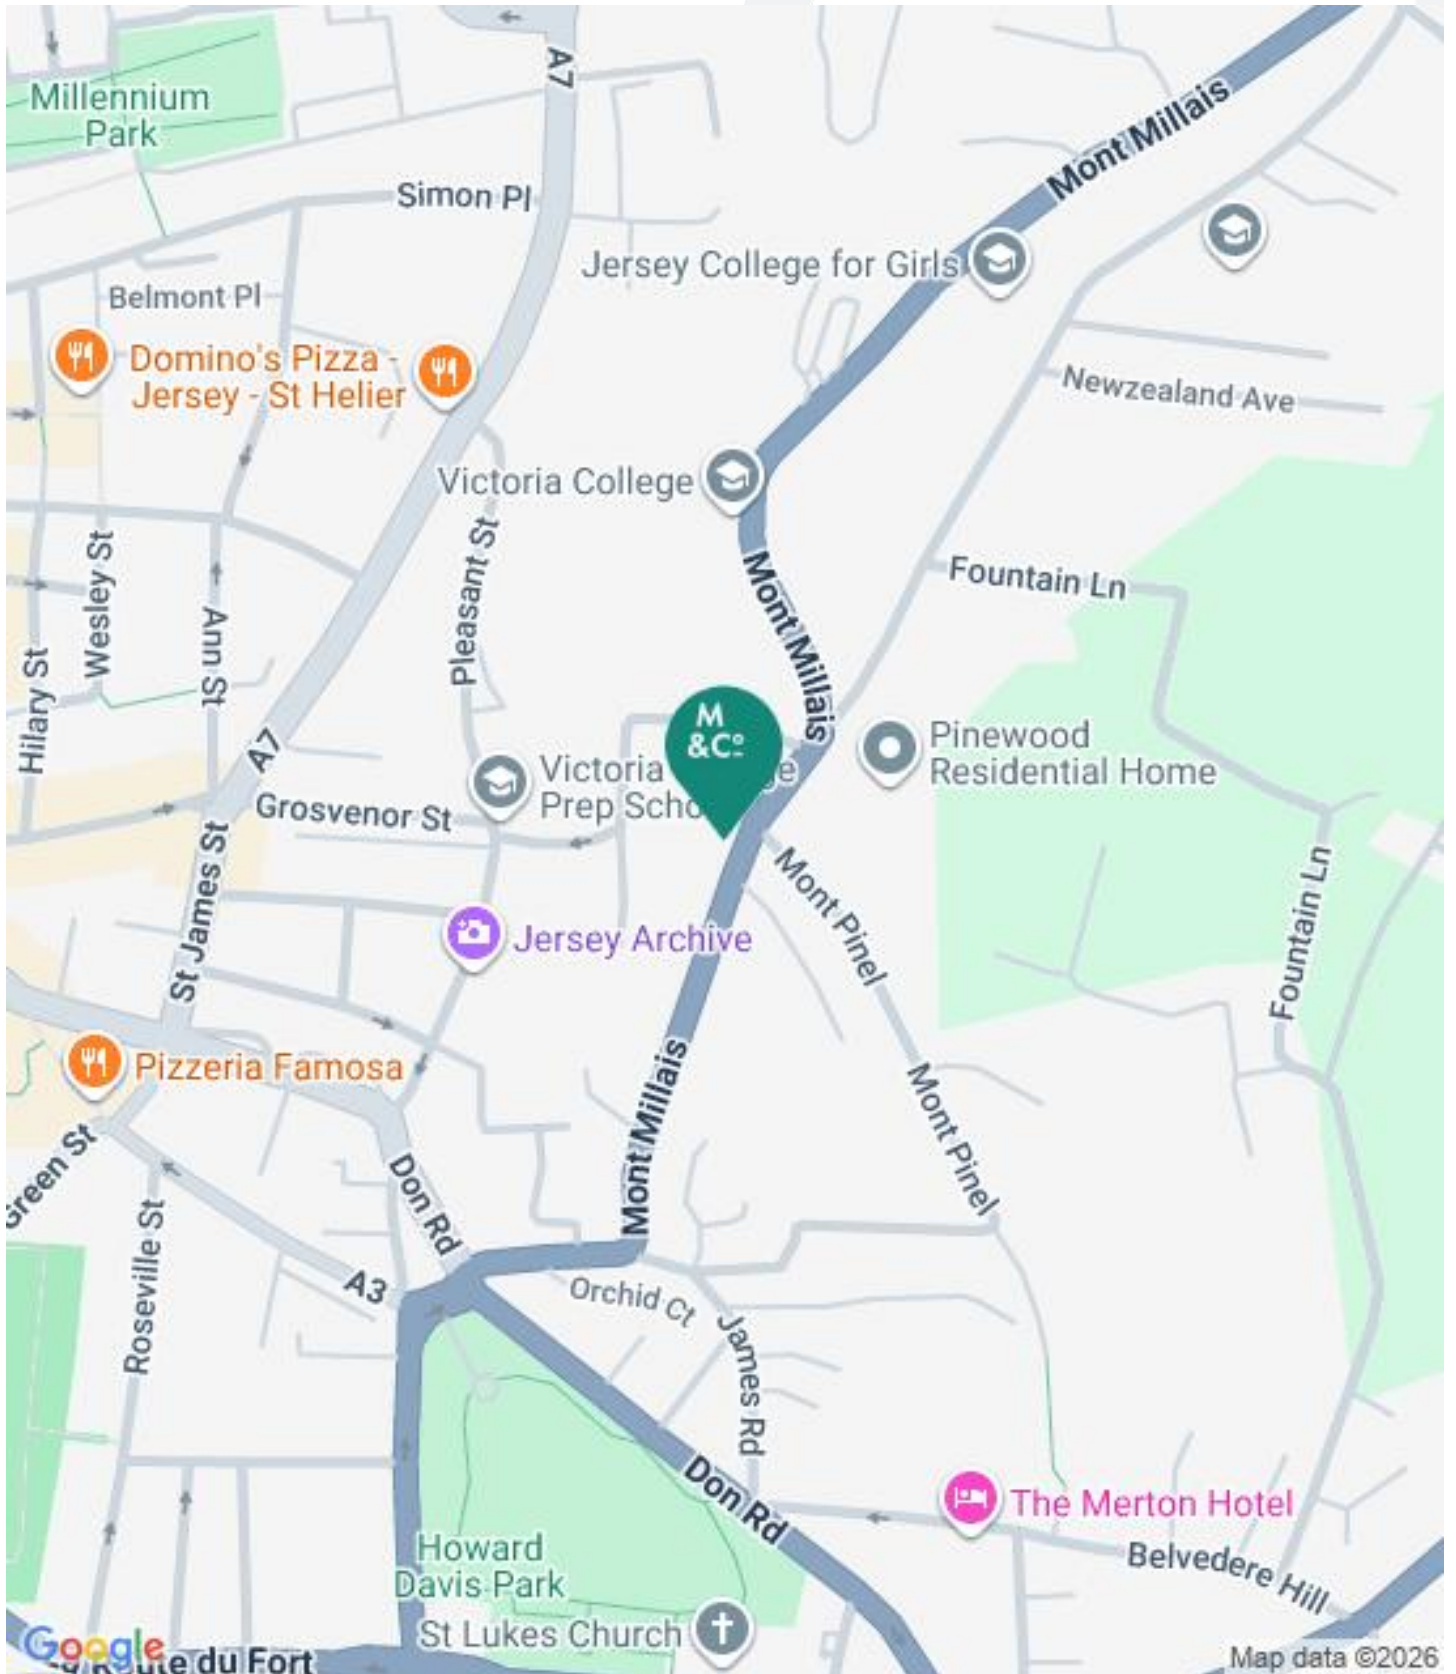 A7
Millennium
Park
Mont Millais
Simon Pl
Jersey College for Girls
Belmont Pl
Domino's Pizza -
Jersey - St Helier
Newzealand Ave
Victoria College
Pleasant St
Wesley St
Mont Millais
Fountain Ln
Ann St
Hilary St
M
&Co
A7
Pinewood
Residential Home
Victoria
Prep
Grosvenor St
St James St
Mont Pinel
Fountain Ln
Jersey Archive
Pizzeria Famosa
Mont Millais
Mont Pinel
Green St
Don Rd
Roseville St
A3
Orchid Ct
James Rd
Don Rd
The Merton Hotel
Howard
Davis Park
Belvedere Hill
St Lukes Church
Google
Route du Fort
Map data ©2026